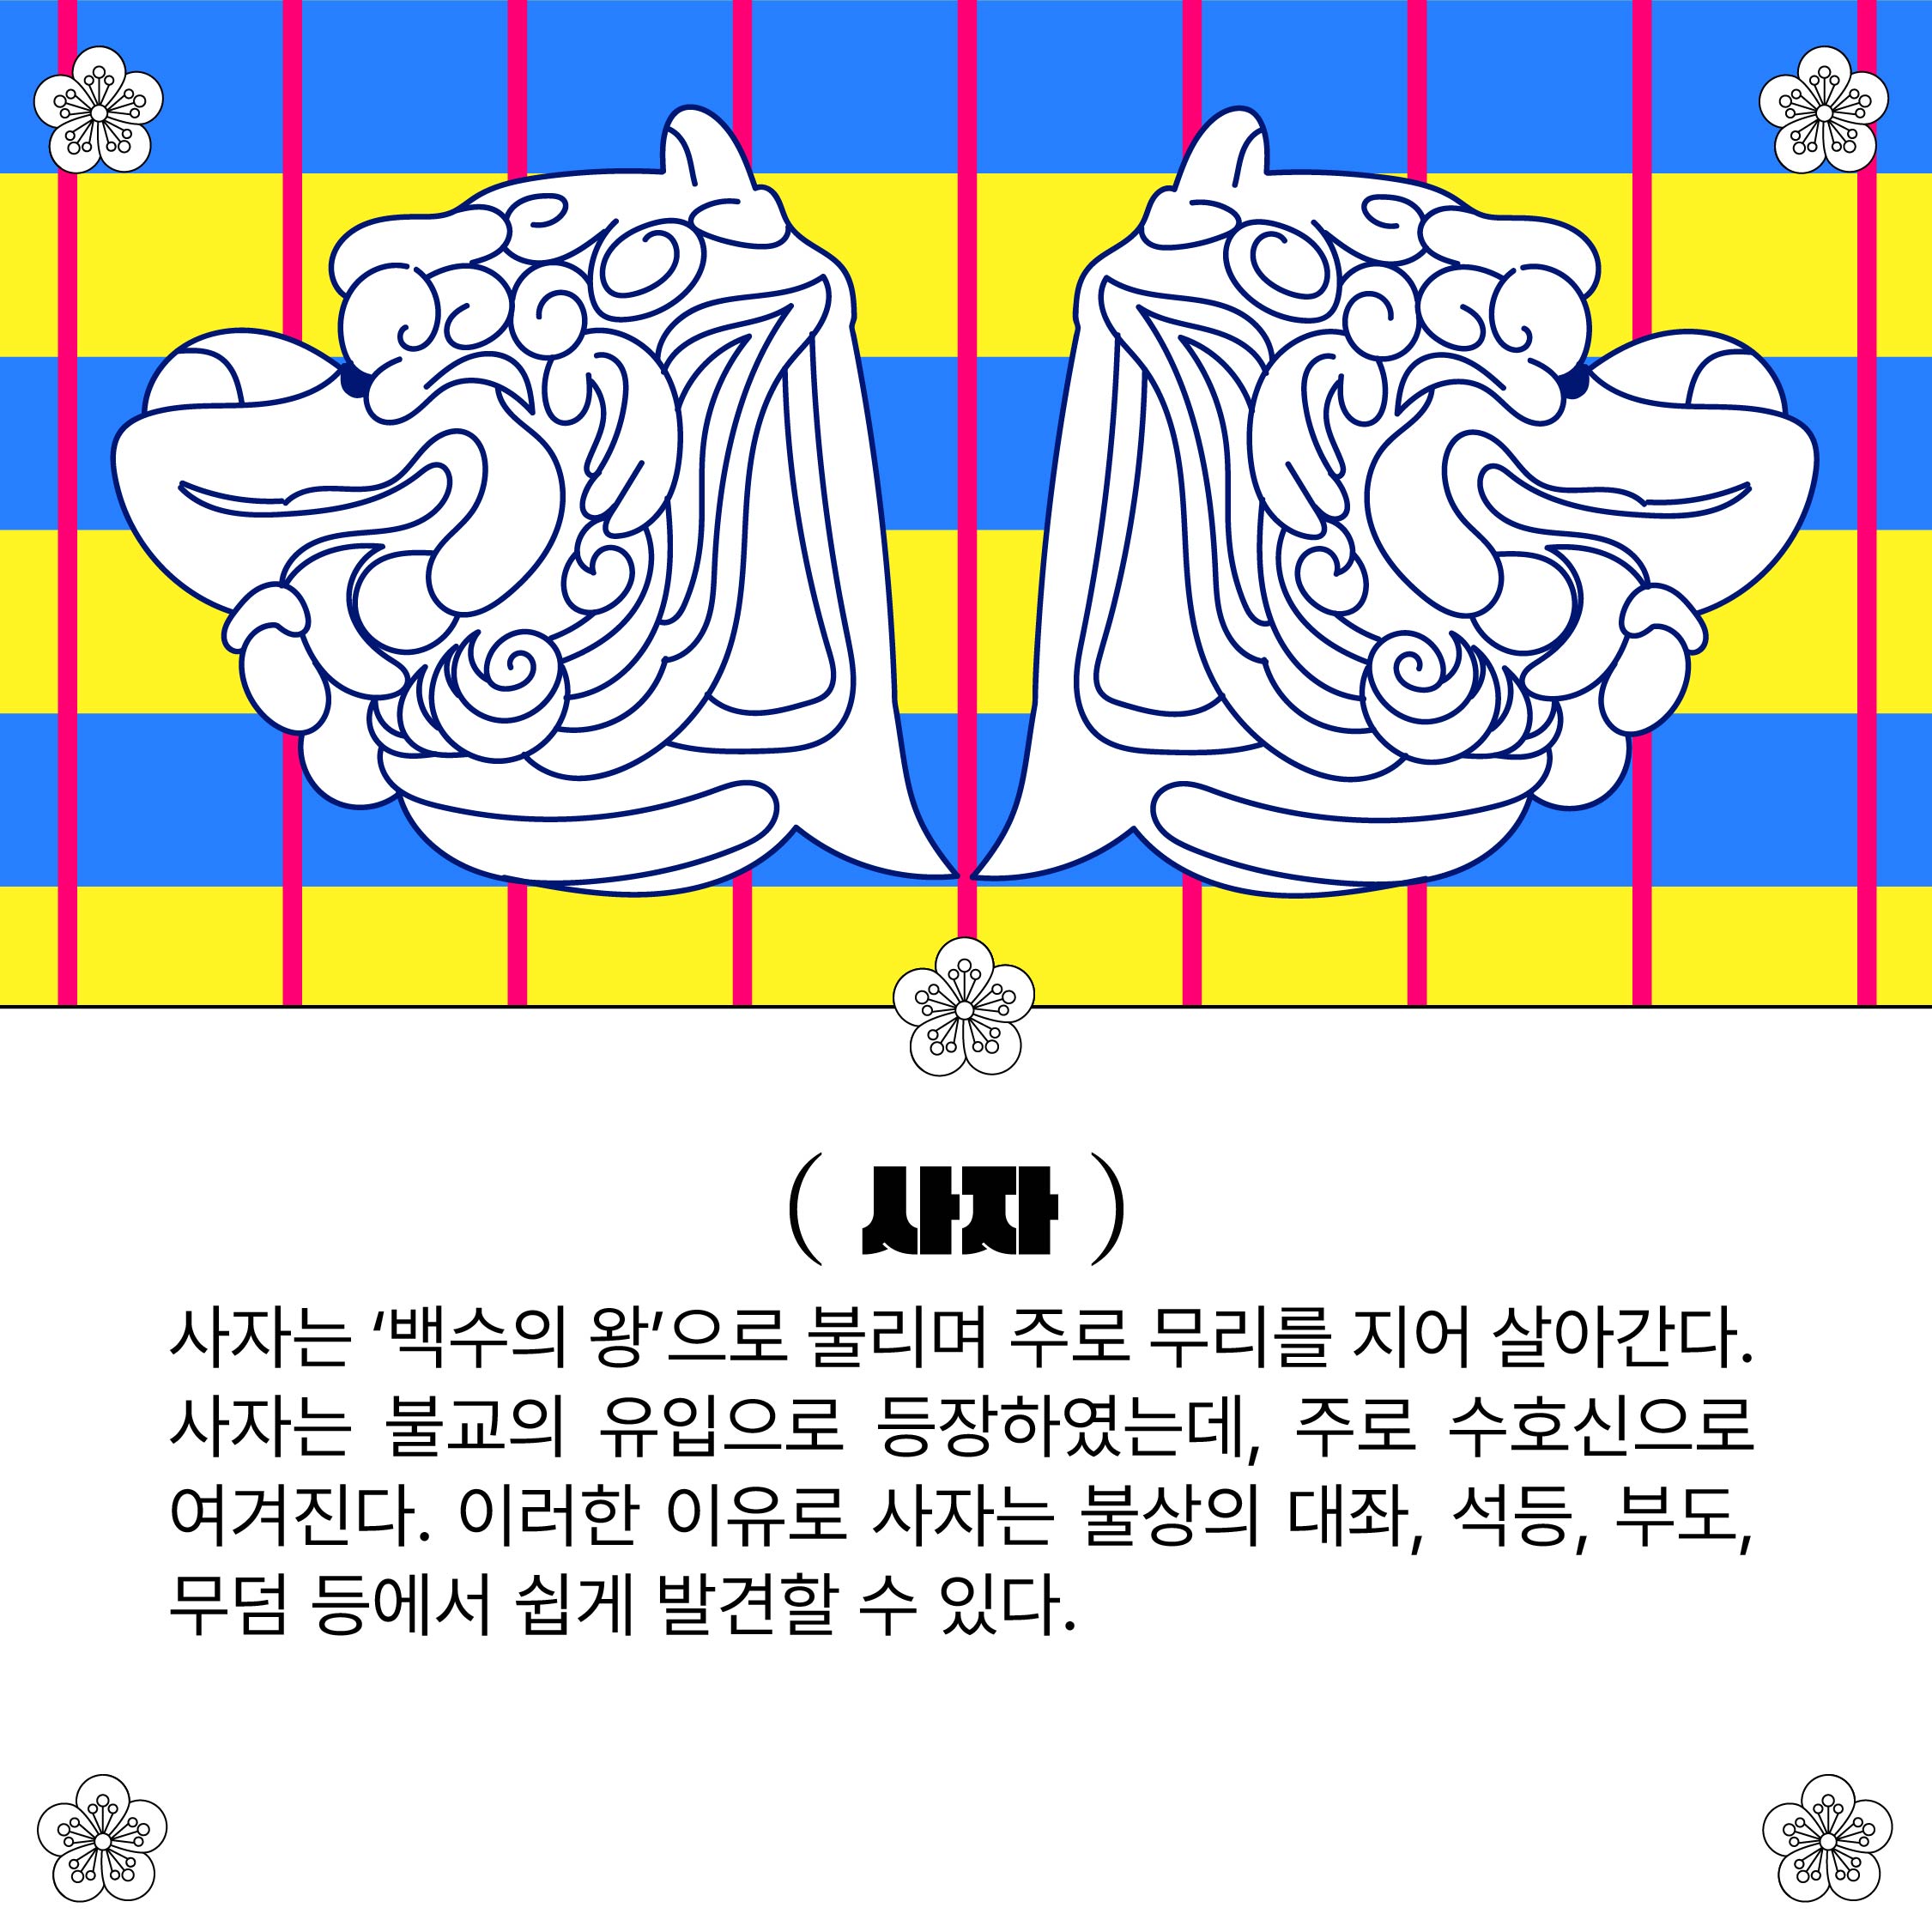 ( 사자 )
사자는 ‘백수의 왕’으로 불리며 주로 무리를 지어 살아간다.
사자는 불교의 유입으로 등장하였는데, 주로 수호신으로
여겨진다. 이러한 이유로 사자는 불상의 대좌, 석등, 부도,
무덤 등에서 쉽게 발견할 수 있다.